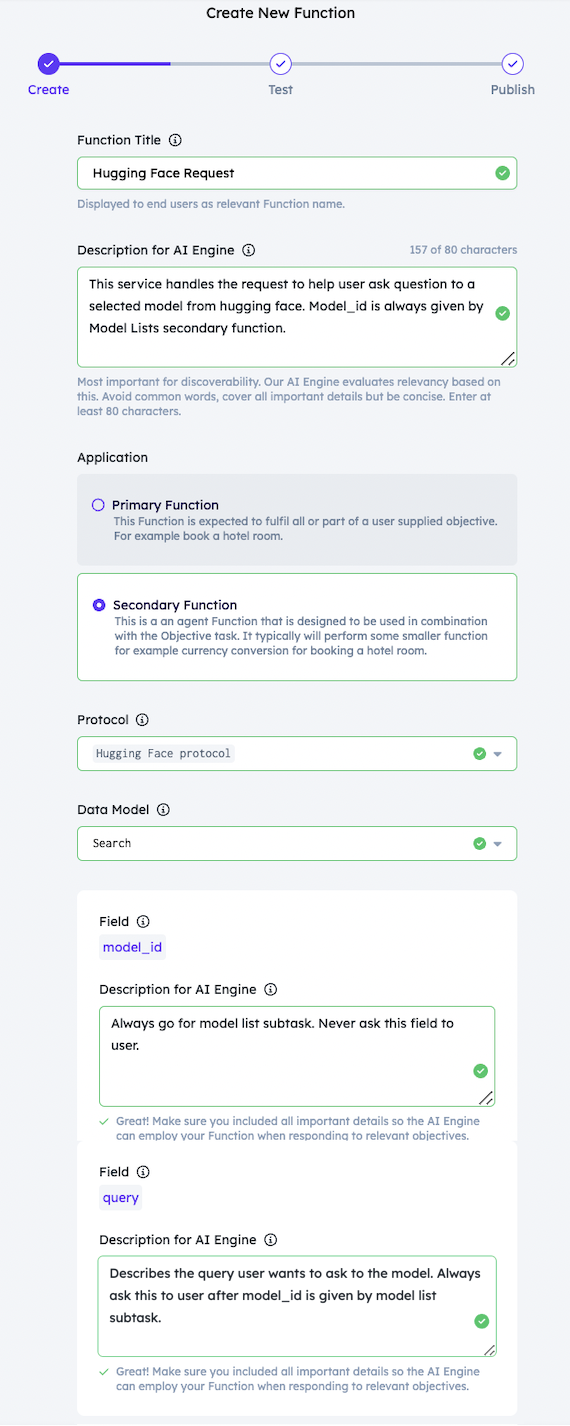 Create New Function
Create
Test
Publish
Function Title
Hugging Face Request
Displayed to end users as relevant Function name.
Description for AI Engine
157 of 80 characters
This service handles the request to help user ask question to a
selected model from hugging face. Model_id is always given by
Model Lists secondary function.
Most important for discoverability. Our AI Engine evaluates relevancy based on
this. Avoid common words, cover all important details but be concise. Enter at
least 80 characters.
Application
Primary Function
This Function is expected to fulfil all or part of a user supplied objective.
For example book a hotel room.
Secondary Function
This is a an agent Function that is designed to be used in combination
with the Objective task. It typically will perform some smaller function
for example currency conversion for booking a hotel room.
Protocol
Hugging Face protocol
Data Model
Search
Field
model_id
Description for AI Engine
Always go for model list subtask. Never ask this field to
user.
Great! Make sure you included all important details so the AI Engine
can employ your Function when responding to relevant objectives.
Field
query
Description for AI Engine
Describes the query user wants to ask to the model. Always
ask this to user after model_id is given by model list
subtask.
Great! Make sure you included all important details so the AI Engine
can employ your Function when responding to relevant objectives.